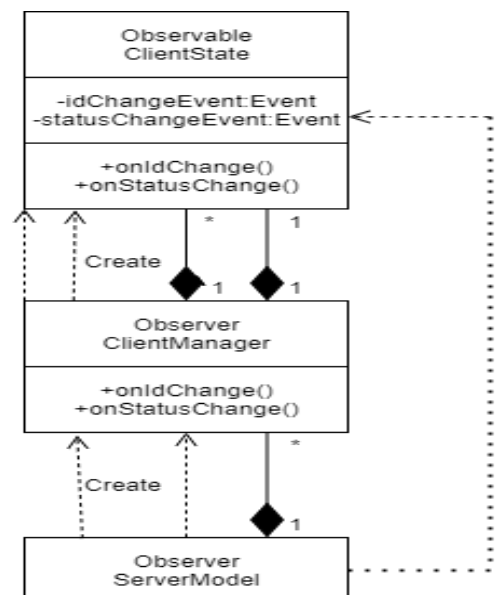 Observable
ClientState
-idChangeEvent:Event
-statusChangeEvent:Event
+onIdChange()
+onStatusChange()
* 1
Create
1 1
Observer
ClientManager
+onIdChange()
+onStatusChange()
*
Create
1
Observer
ServerModel